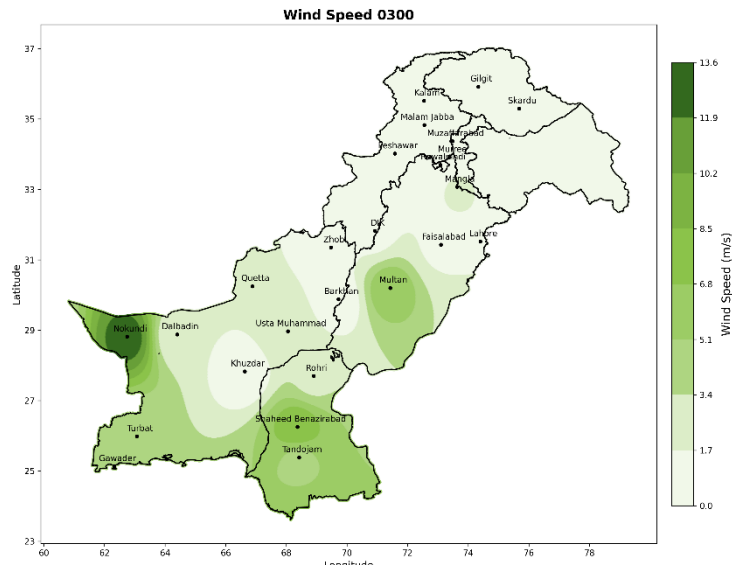 Wind Speed 0300
37
35
33
31
29
27
25
23
Latitude
60
62
64
66
68
70
72
74
76
78
Longitude
Gilgit
Kalam
Skardu
Malam Jabba
Muzaffarabad
Peshawar
Murree
Rawalpindi
Mangla
DIK
Zhob
Faisalabad
Lahore
Quetta
Barkhan
Multan
Nokundi
Dalbadin
Usta Muhammad
Khuzdar
Rohri
Shaheed Benazirabad
Turbat
Tandojam
Gawader
13.6
11.9
10.2
8.5
6.8
5.1
3.4
1.7
0.0
Wind Speed (m/s)